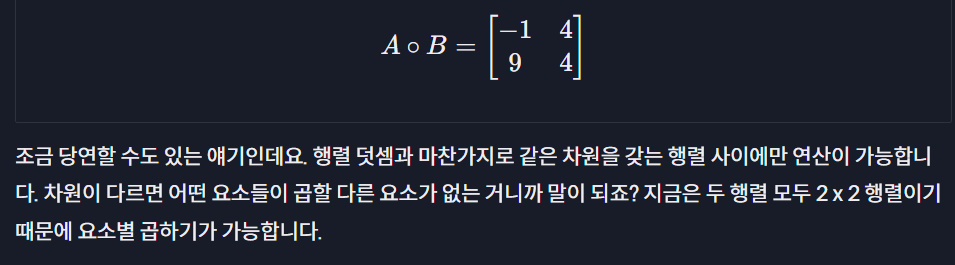 A ∘ B = [−1 4
9 4]
조금 당연할 수도 있는 얘기인데요. 행렬 덧셈과 마찬가지로 같은 차원을 갖는 행렬 사이에만 연산이 가능합니
다. 차원이 다르면 어떤 요소들이 곱할 다른 요소가 없는 거니까 말이 되죠? 지금은 두 행렬 모두 2 x 2 행렬이기
때문에 요소별 곱하기가 가능합니다.